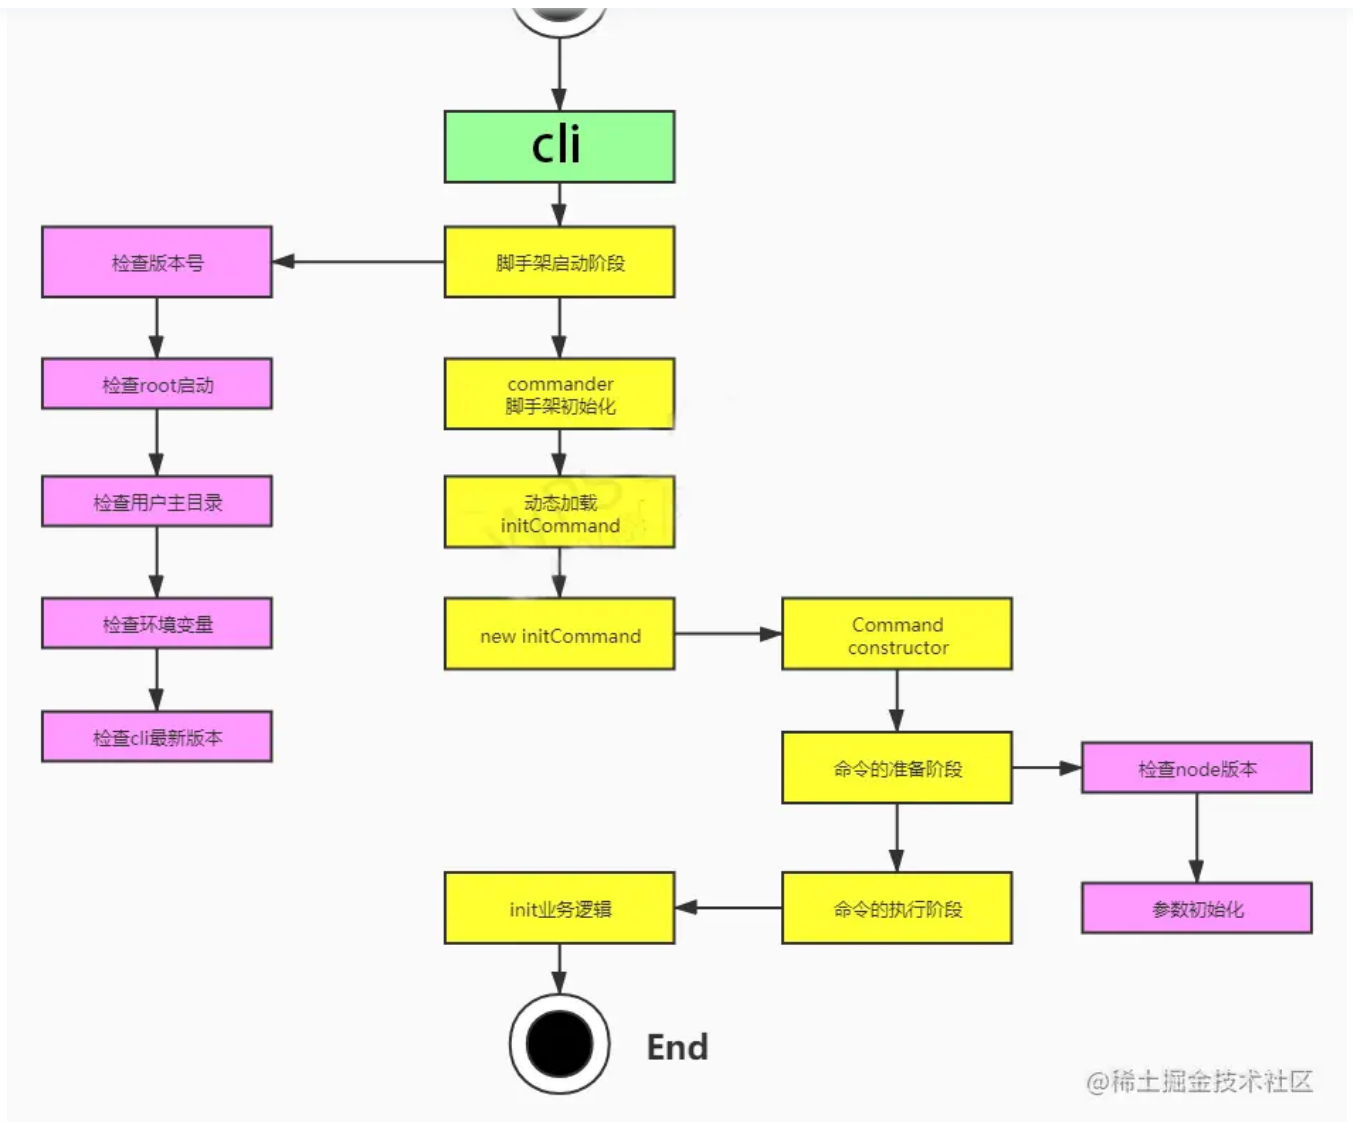 cli
检查版本号
脚手架启动阶段
检查root启动
commander
脚手架初始化
检查用户主目录
动态加载
initCommand
检查环境变量
new initCommand
Command
constructor
检查cli最新版本
命令的准备阶段
检查node版本
init业务逻辑
命令的执行阶段
参数初始化
End
@稀土掘金技术社区